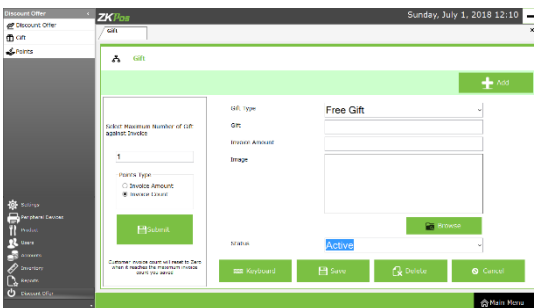 Discount Offer
Discount Offer
Gift
Points
Settings
Peripheral Devices
Product
Users
Accounts
Inventory
Reports
Discount Offer
ZKPos
Sunday, July 1, 2018 12:10
Gift
x
Gift
Add
Select Maximum Number of Gift
against Invoice
1
Points Type
Invoice Amount
Invoice Count
Submit
Customer invoice count will reset to Zero
when it reaches the maximum invoice
count you saved
Gift Type
Free Gift
Gift
Invoice Amount
Image
Browse
Status
Active
Keyboard
Save
Delete
Cancel
Main Menu